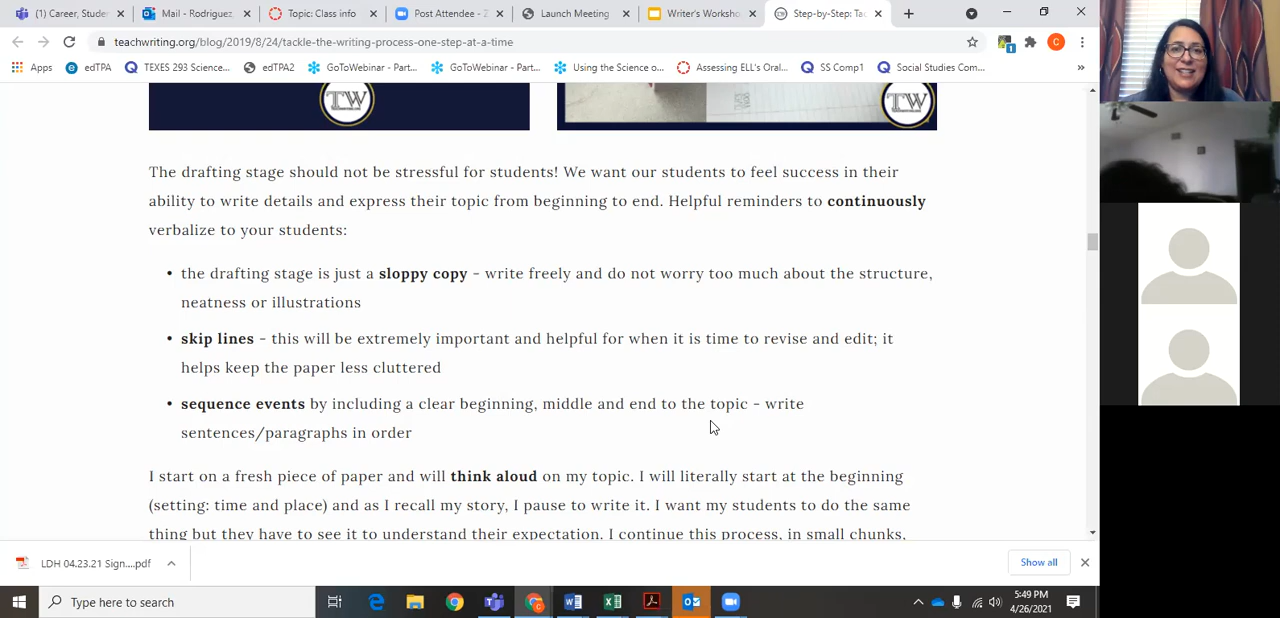 (1) Career, Studen
Mail - Rodriguez,
Topic: Class info
Post Attendee - Z
Launch Meeting
Writer's Worksho
Step-by-Step: Tac
teachwriting.org/blog/2019/8/24/tackle-the-writing-process-one-step-at-a-time
1
C
Apps
edTPA
TEXES 293 Science...
edTPA2
GoToWebinar - Part...
Using the Science o...
Assessing ELLs' Oral...
SS Comp1
Social Studies Com...
»
TW
TW
The drafting stage should not be stressful for students! We want our students to feel success in their
ability to write details and express their topic from beginning to end. Helpful reminders to continuously
verbalize to your students:
• the drafting stage is just a sloppy copy - write freely and do not worry too much about the structure,
neatness or illustrations
• skip lines - this will be extremely important and helpful for when it is time to revise and edit; it
helps keep the paper less cluttered
• sequence events by including a clear beginning, middle and end to the topic - write
sentences/paragraphs in order
I start on a fresh piece of paper and will think aloud on my topic. I will literally start at the beginning
(setting: time and place) and as I recall my story, I pause to write it. I want my students to do the same
thing but they have to see it to understand their expectation. I continue this process, in small chunks,
LDH 04.23.21 Sign....pdf
Show all
Type here to search
5:49 PM
4/26/2021